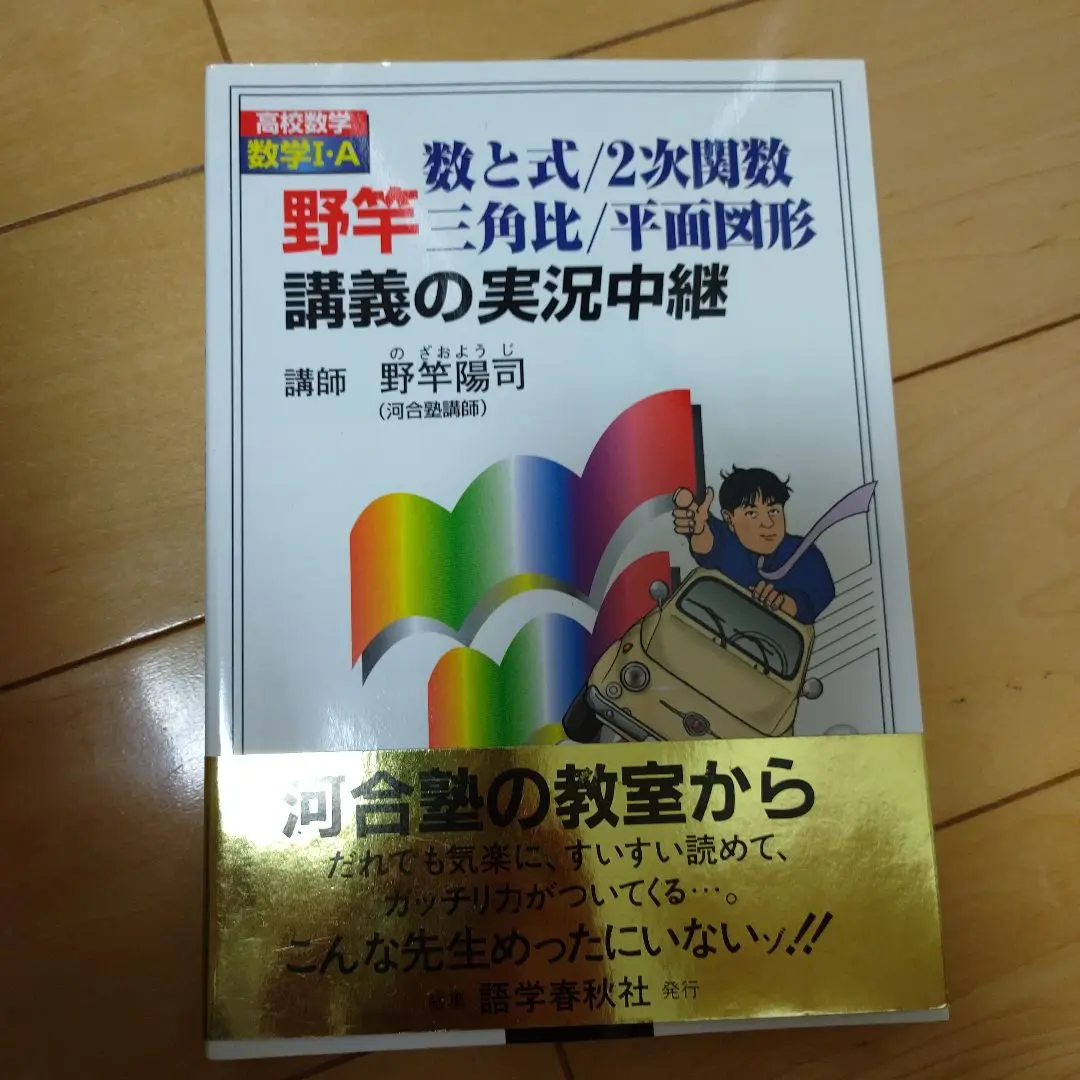 高校数学
数学I・A
数と式/2次関数
野竿 三角比/平面図形
講義の実況中継
の ざおよう じ
講師 野竿陽司
(河合塾講師)
河合塾の教室から
だれでも気楽に、すいすい読めて、
ガッチリ力がついてくる…。
こんな先生めったにいないゾ!!
編集 語学春秋社 発行